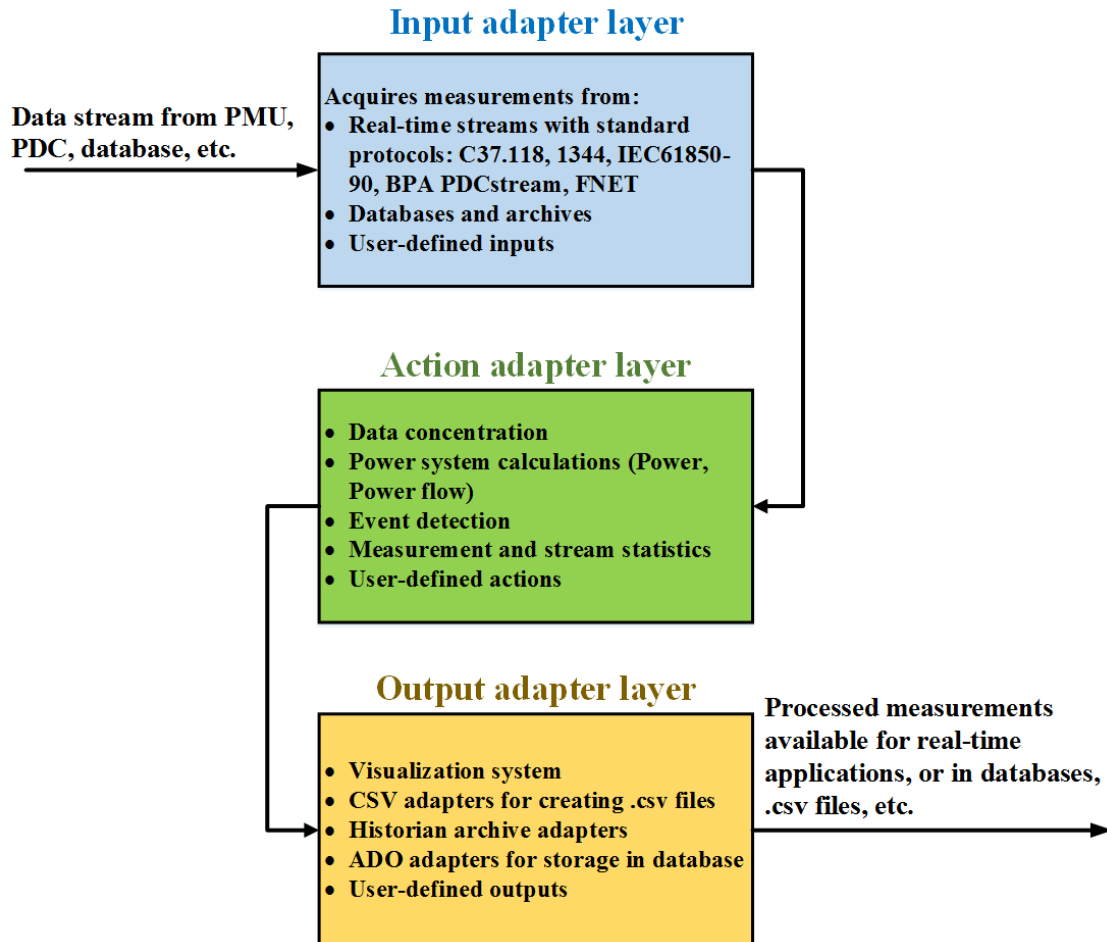 Input adapter layer
Data stream from PMU,
PDC, database, etc.
Acquires measurements from:
• Real-time streams with standard
protocols: C37.118, 1344, IEC61850-
90, BPA PDCstream, FNET
• Databases and archives
• User-defined inputs
Action adapter layer
• Data concentration
• Power system calculations (Power,
Power flow)
• Event detection
• Measurement and stream statistics
• User-defined actions
Output adapter layer
• Visualization system
• CSV adapters for creating .csv files
• Historian archive adapters
• ADO adapters for storage in database
• User-defined outputs
Processed measurements
available for real-time
applications, or in databases,
.csv files, etc.